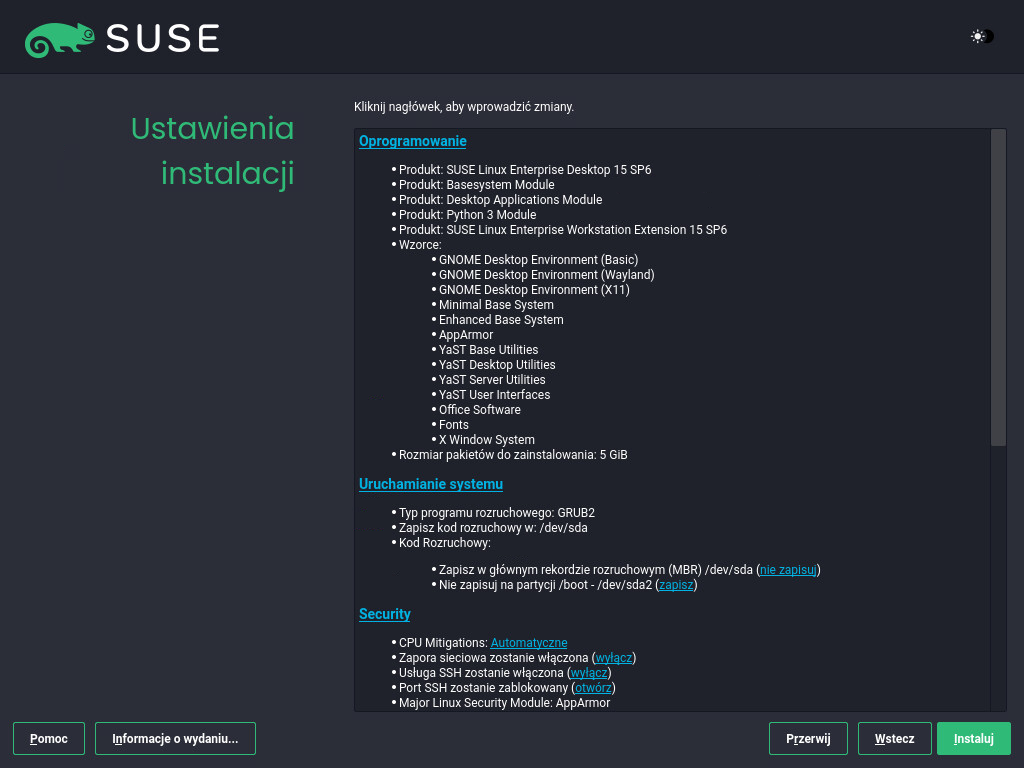 SUSE
Ustawienia
instalacji
Kliknij nagłówek, aby wprowadzić zmiany.
Oprogramowanie
• Produkt: SUSE Linux Enterprise Desktop 15 SP6
• Produkt: Basesystem Module
• Produkt: Desktop Applications Module
• Produkt: Python 3 Module
• Produkt: SUSE Linux Enterprise Workstation Extension 15 SP6
• Wzorce:
• GNOME Desktop Environment (Basic)
• GNOME Desktop Environment (Wayland)
• GNOME Desktop Environment (X11)
• Minimal Base System
• Enhanced Base System
• AppArmor
• YaST Base Utilities
• YaST Desktop Utilities
• YaST Server Utilities
• YaST User Interfaces
• Office Software
• Fonts
• X Window System
• Rozmiar pakietów do zainstalowania: 5 GiB
Uruchamianie systemu
• Typ programu rozruchowego: GRUB2
• Zapisz kod rozruchowy w: /dev/sda
• Kod Rozruchowy:
• Zapisz w głównym rekordzie rozruchowym (MBR) /dev/sda (nie zapisuj)
• Nie zapisuj na partycji /boot - /dev/sda2 (zapisz)
Security
• CPU Mitigations: Automatyczne
• Zapora sieciowa zostanie włączona (wyłącz)
• Usługa SSH zostanie włączona (wyłącz)
• Port SSH zostanie zablokowany (otwórz)
• Major Linux Security Module: AppArmor
Pomoc
Informacje o wydaniu...
Przerwij
Wstecz
Instaluj